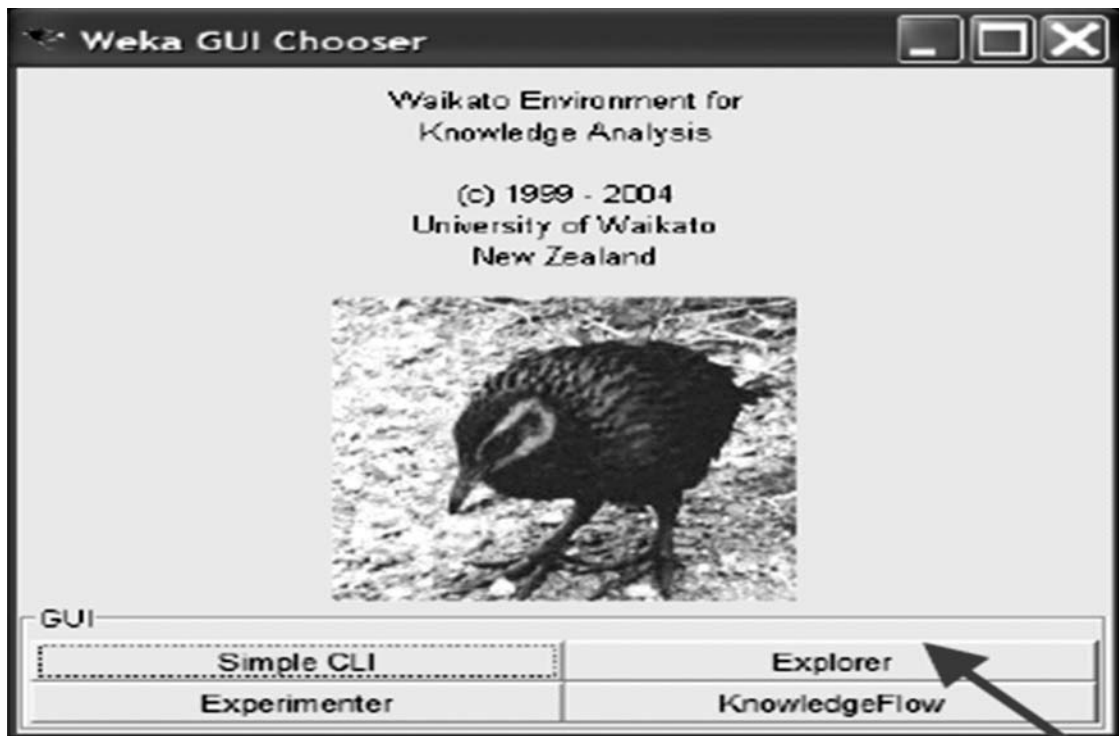 Weka GUI Chooser
Waikato Environment for
Knowledge Analysis
(c) 1999 - 2004
University of Waikato
New Zealand
GUI
Simple CLI
Explorer
Experimenter
KnowledgeFlow